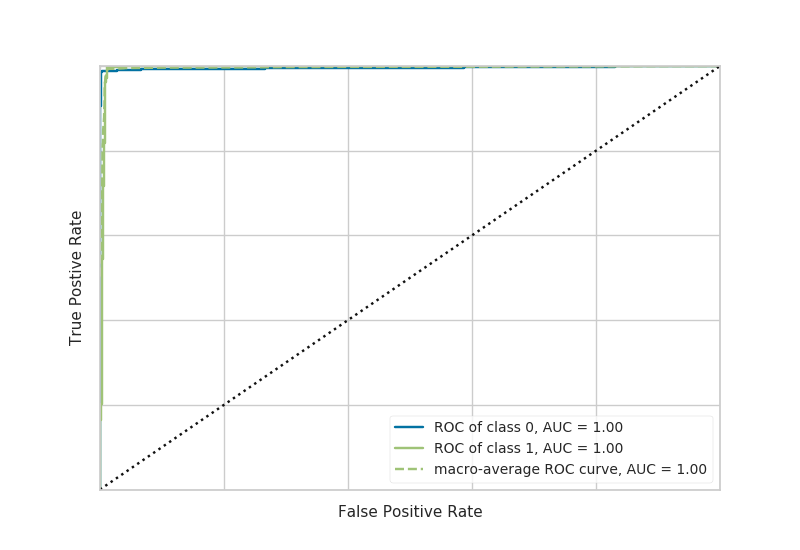 True Postive Rate
ROC of class 0, AUC = 1.00
ROC of class 1, AUC = 1.00
macro-average ROC curve, AUC = 1.00
False Positive Rate